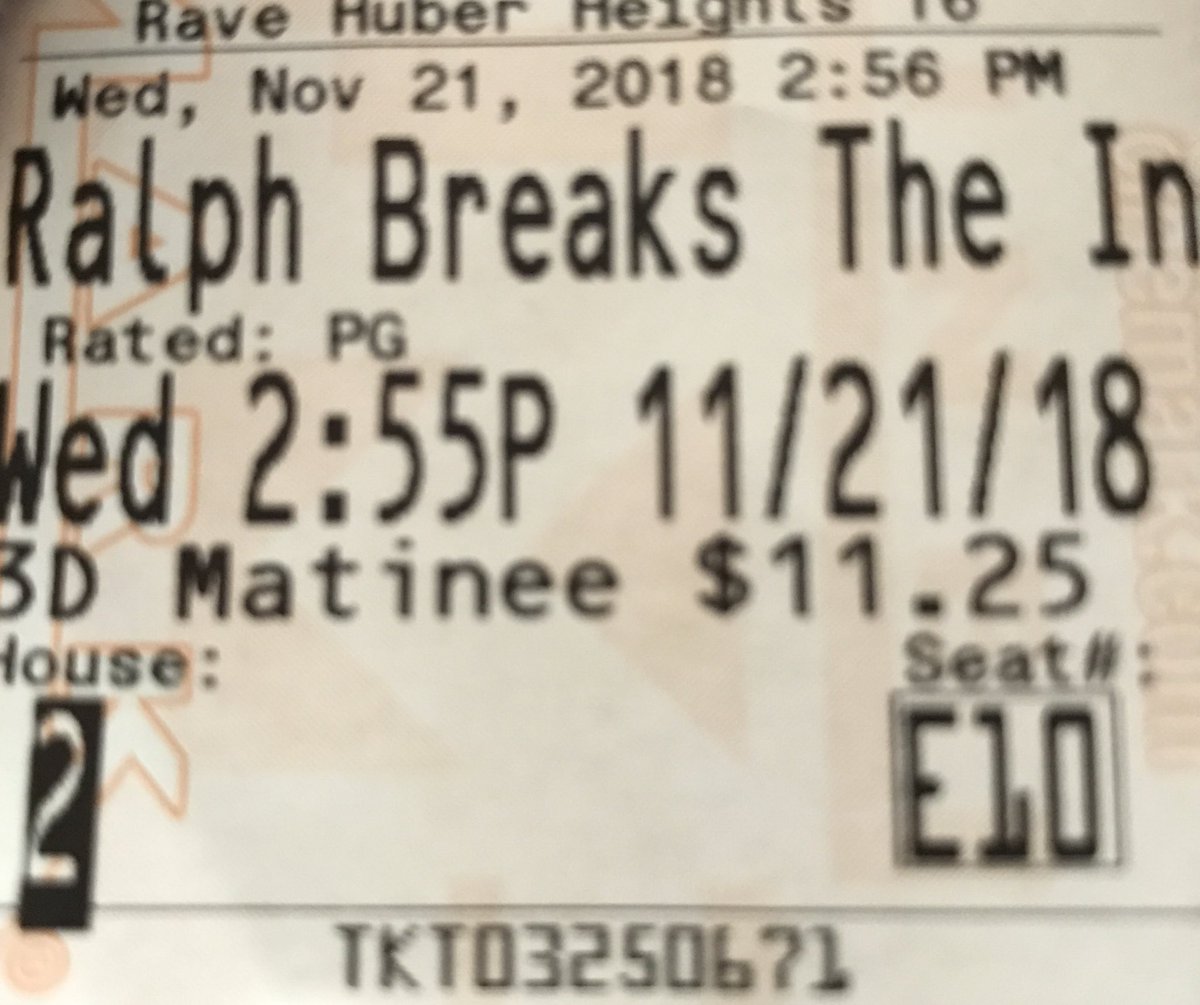 Rave Huber Heights 16
Wed, Nov 21, 2018 2:56 PM
Ralph Breaks The In
Rated: PG
Wed 2:55P 11/21/18
3D Matinee $11.25
House: Seat#:
2 E10
TKT03250671